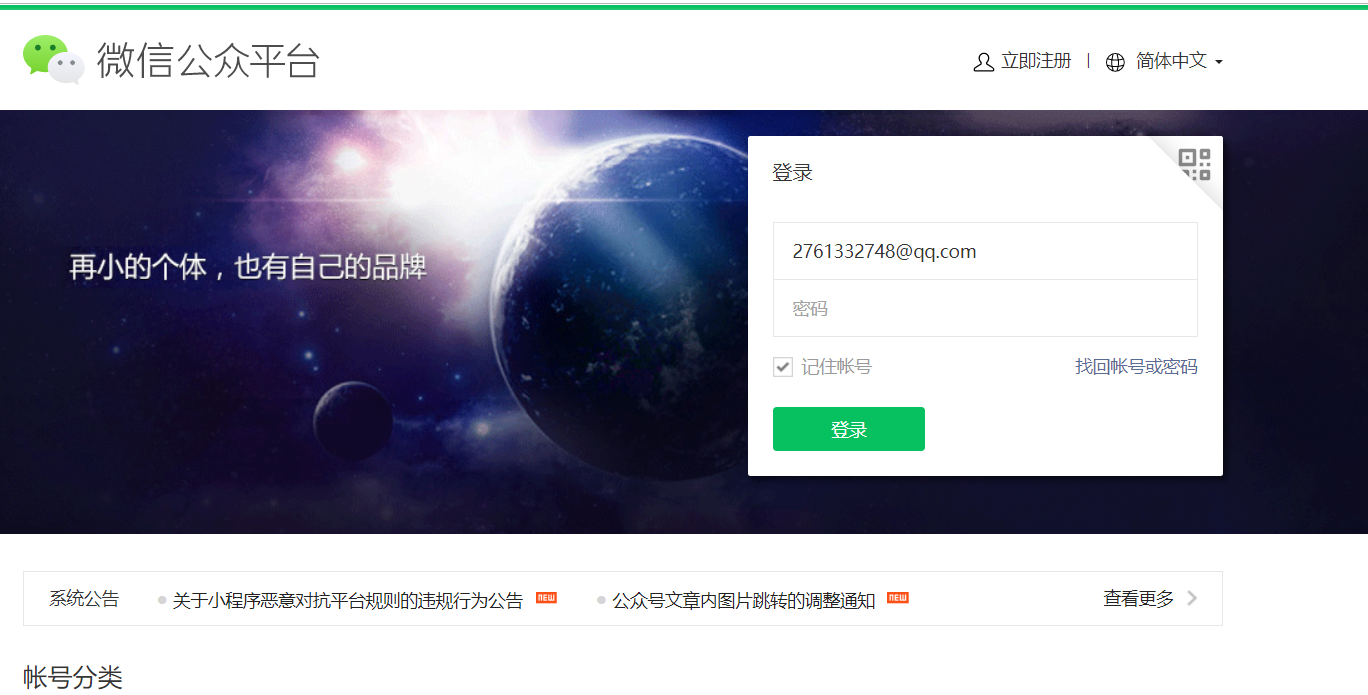 微信公众平台
立即注册
简体中文
登录
再小的个体，也有自己的品牌
2761332748@qq.com
密码
记住帐号
找回帐号或密码
登录
系统公告
关于小程序恶意对抗平台规则的违规行为公告 NEW
公众号文章内图片跳转的调整通知 NEW
查看更多
帐号分类